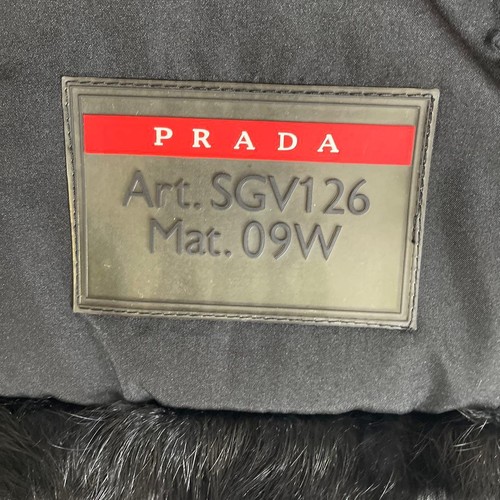 PRADA
Art. SGV126
Mat. 09W